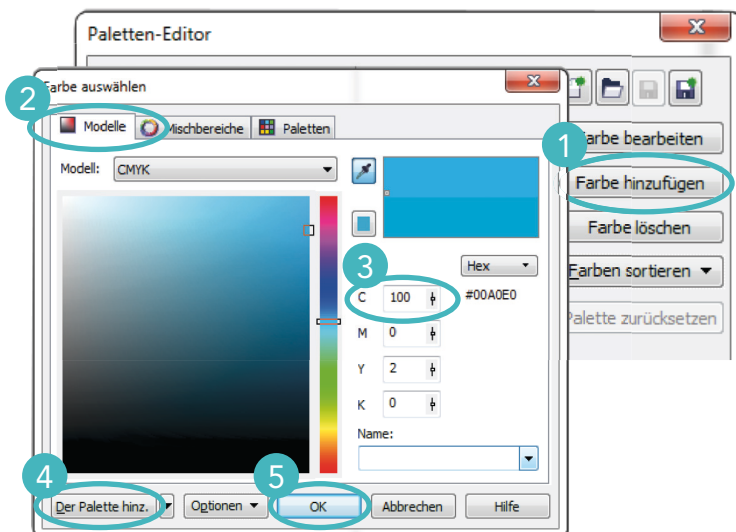 Paletten-Editor
Farbe auswählen
2
Modelle Mischbereiche Paletten
1
Farbe bearbeiten
Modell: CMYK
Farbe hinzufügen
Farbe löschen
3
Hex
Farben sortieren
C 100 #00A0E0
M 0
Palette zurücksetzen
Y 2
K 0
Name:
4
5
Der Palette hinz. Optionen OK Abbrechen Hilfe